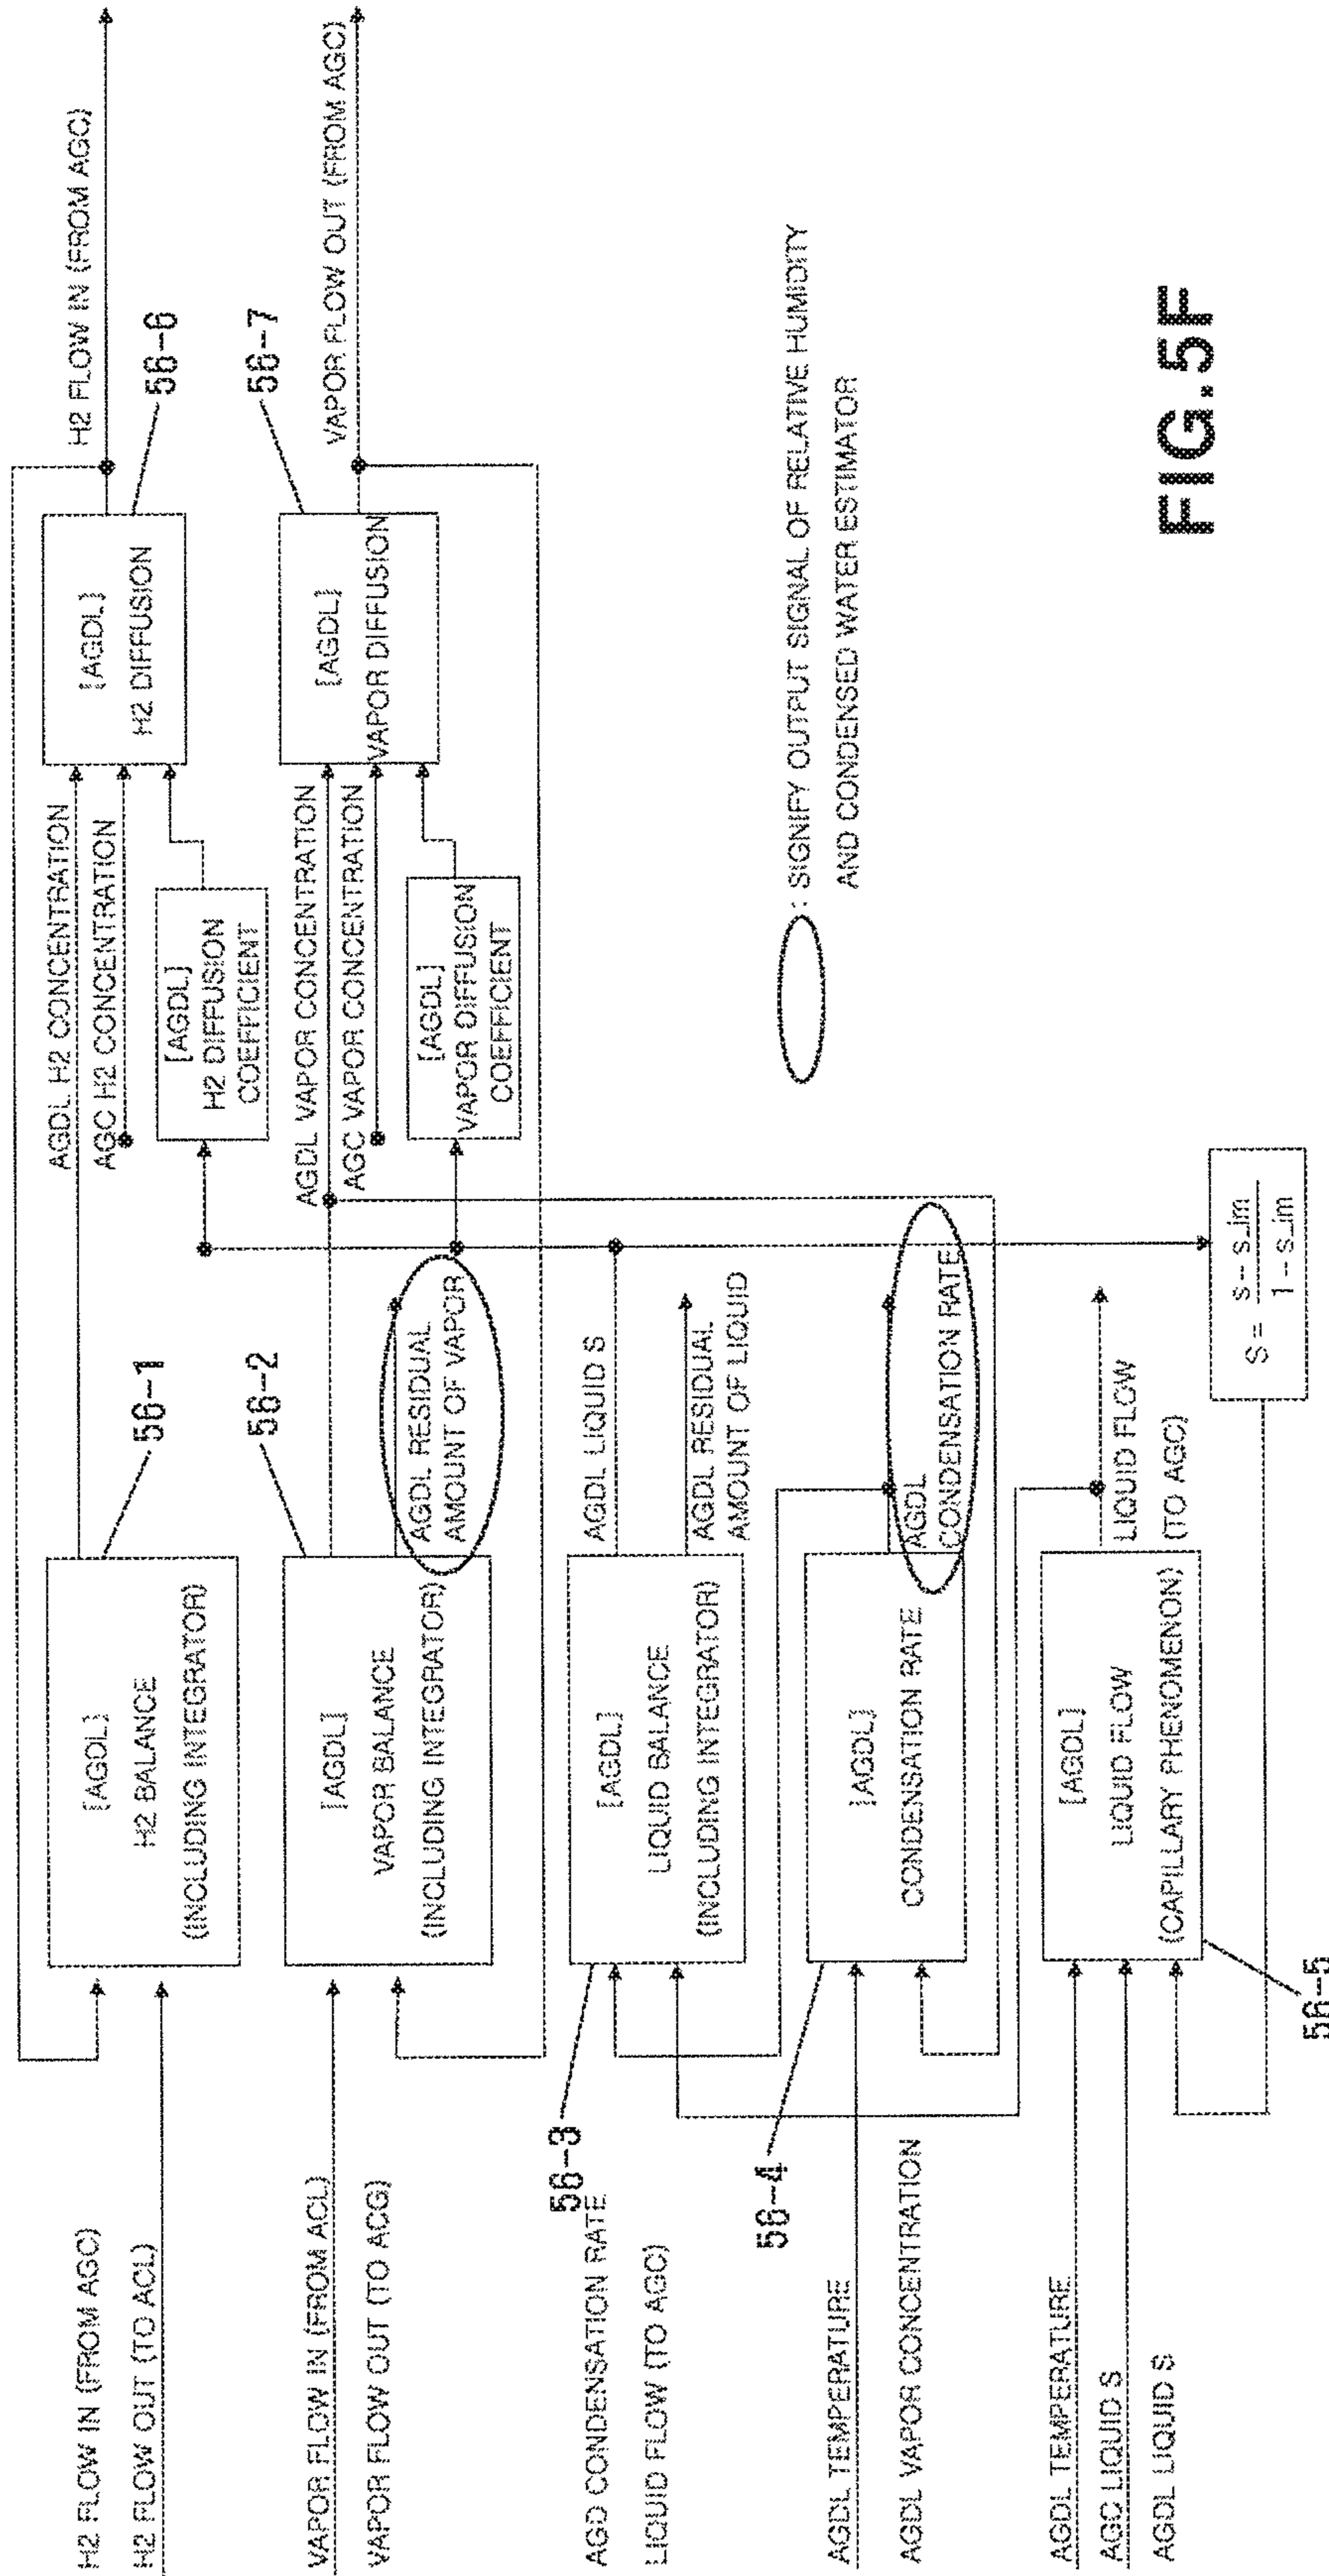 H2 FLOW IN (FROM AGC)
H2 FLOW OUT (TO ACL)
VAPOR FLOW IN (FROM ACL)
VAPOR FLOW OUT (TO ACG)
AGD CONDENSATION RATE
LIQUID FLOW (TO AGC)
AGDL TEMPERATURE
AGDL VAPOR CONCENTRATION
AGDL TEMPERATURE
AGC LIQUID S
AGDL LIQUID S
[AGDL]
H2 BALANCE
(INCLUDING INTEGRATOR)
56-1
[AGDL]
VAPOR BALANCE
(INCLUDING INTEGRATOR)
56-2
AGDL RESIDUAL
AMOUNT OF VAPOR
[AGDL]
LIQUID BALANCE
(INCLUDING INTEGRATOR)
56-3
AGDL LIQUID S
AGDL RESIDUAL
AMOUNT OF LIQUID
[AGDL]
CONDENSATION RATE
56-4
AGDL
CONDENSATION RATE
[AGDL]
LIQUID FLOW
(CAPILLARY PHENOMENON)
56-5
LIQUID FLOW
(TO AGC)
S = s - s_im
1 - s_im
AGDL H2 CONCENTRATION
AGC H2 CONCENTRATION
[AGDL]
H2 DIFFUSION
COEFFICIENT
AGDL VAPOR CONCENTRATION
AGC VAPOR CONCENTRATION
[AGDL]
VAPOR DIFFUSION
COEFFICIENT
[AGDL]
H2 DIFFUSION
56-6
[AGDL]
VAPOR DIFFUSION
56-7
H2 FLOW IN (FROM AGC)
VAPOR FLOW OUT (FROM AGC)
: SIGNIFY OUTPUT SIGNAL OF RELATIVE HUMIDITY
AND CONDENSED WATER ESTIMATOR
FIG.5F